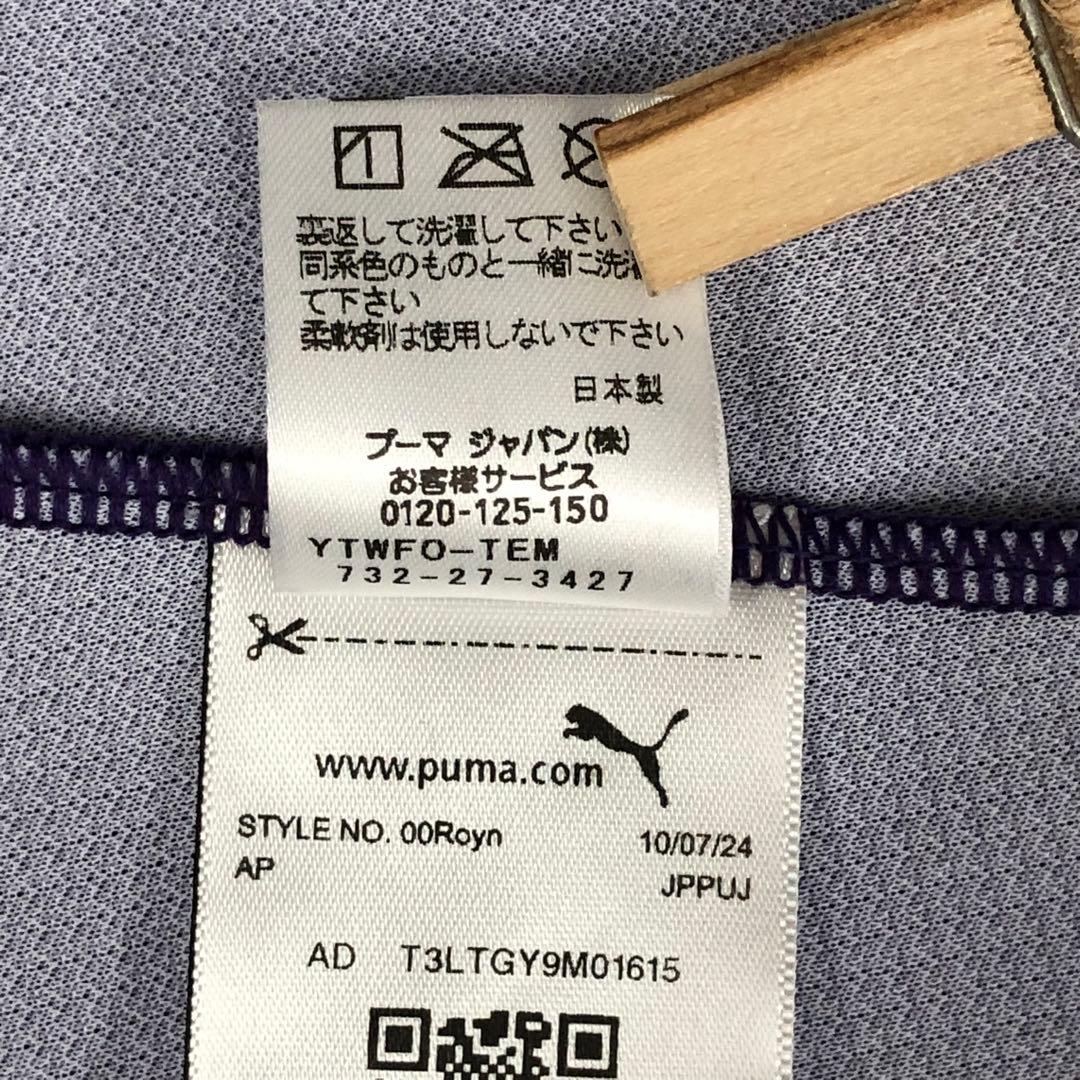 裏返して洗濯して下さい
同系色のものと一緒に洗濯
て下さい
柔軟剤は使用しないで下さい
日本製
プーマ ジャパン(株)
お客様サービス
0120-125-150
YTWFO-TEM
732-27-3427
www.puma.com
STYLE NO. 00Royn 10/07/24
AP JPPUJ
AD T3LTGY9M01615